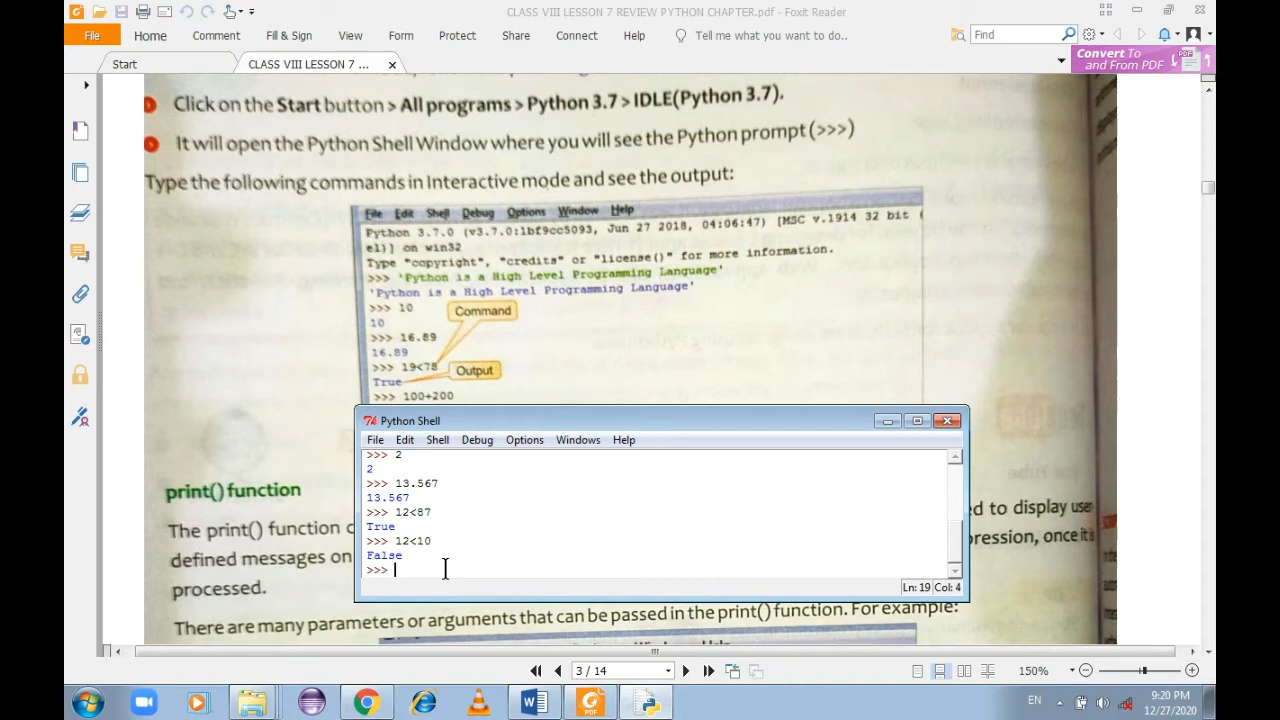 CLASS VIII LESSON 7 REVIEW PYTHON CHAPTER.pdf - Foxit Reader
File Home Comment Fill & Sign View Form Protect Share Connect Help Tell me what you want to do.. Find
Start CLASS VIII LESSON 7 ... Convert To
and From PDF
Click on the Start button > All programs > Python 3.7 > IDLE(Python 3.7).
It will open the Python Shell Window where you will see the Python prompt (>>>)
Type the following commands in Interactive mode and see the output:
File Edit Shell Debug Options Window Help
Python 3.7.0 (v3.7.0:1bf9cc5093, Jun 27 2018, 04:06:47) [MSC v.1914 32 bit (
el)] on win32
Type "copyright", "credits" or "license()" for more information.
>>> 'Python is a High Level Programming Language'
'Python is a High Level Programming Language'
>>> 10
Command
10
>>> 16.89
16.89
>>> 19<78
Output
True
>>> 100+200
Python Shell
File Edit Shell Debug Options Windows Help
>>> 2
2
>>> 13.567
13.567
>>> 12<87
True
>>> 12<10
False
>>>
Ln: 19 Col: 4
print() function
The print() function d to display user
defined messages on pression, once it is
processed.
There are many parameters or arguments that can be passed in the print() function. For example:
3 / 14 150%
EN 9:20 PM
12/27/2020